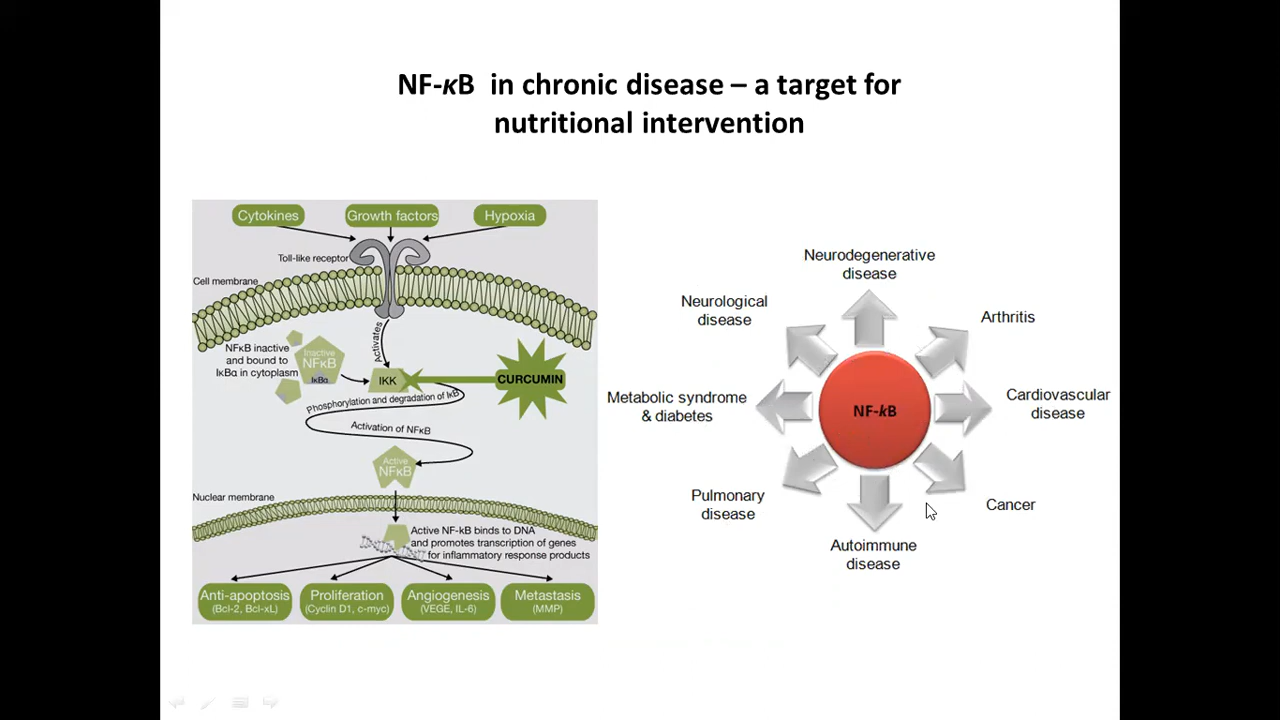 NF-κB in chronic disease – a target for
nutritional intervention
Cytokines
Growth factors
Hypoxia
Toll-like receptor
Cell membrane
Activates
NFκB inactive
and bound to
IκBα in cytoplasm
Inactive
NFκB
IκBα
IKK
CURCUMIN
Phosphorylation and degradation of IκB
Activation of NFκB
Active
NFκB
Nuclear membrane
Active NF-kB binds to DNA
and promotes transcription of genes
for inflammatory response products
Anti-apoptosis
(Bcl-2, Bcl-xL)
Proliferation
(Cyclin D1, c-myc)
Angiogenesis
(VEGE, IL-6)
Metastasis
(MMP)
Neurodegenerative
disease
Neurological
disease
Arthritis
Metabolic syndrome
& diabetes
NF-kB
Cardiovascular
disease
Pulmonary
disease
Cancer
Autoimmune
disease